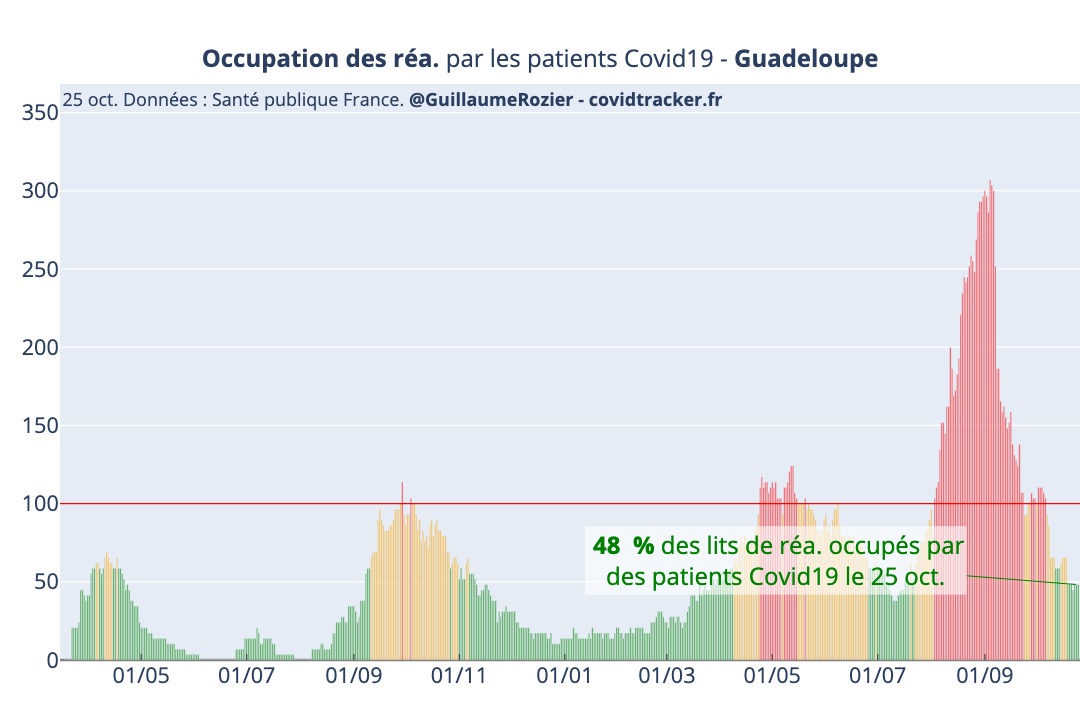 Occupation des réa. par les patients Covid19 - Guadeloupe
25 oct. Données : Santé publique France. @GuillaumeRozier - covidtracker.fr
350
300
250
200
150
100
50
0
48 % des lits de réa. occupés par
des patients Covid19 le 25 oct.
01/05 01/07 01/09 01/11 01/01 01/03 01/05 01/07 01/09